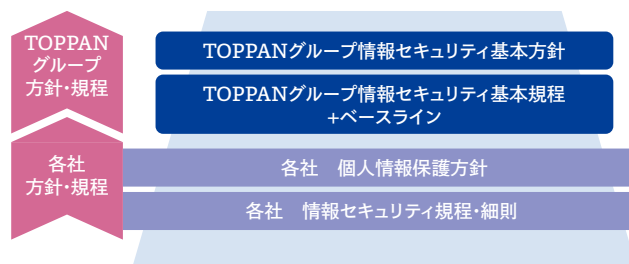 TOPPAN
グループ
方針・規程
TOPPANグループ情報セキュリティ基本方針
TOPPANグループ情報セキュリティ基本規程
+ベースライン
各社
方針・規程
各社　個人情報保護方針
各社　情報セキュリティ規程・細則